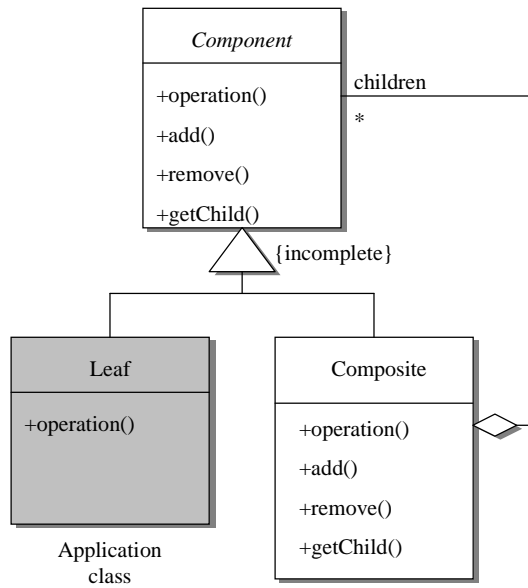 Component
+operation()
+add()
+remove()
+getChild()
children
*
{incomplete}
Leaf
+operation()
Application
class
Composite
+operation()
+add()
+remove()
+getChild()